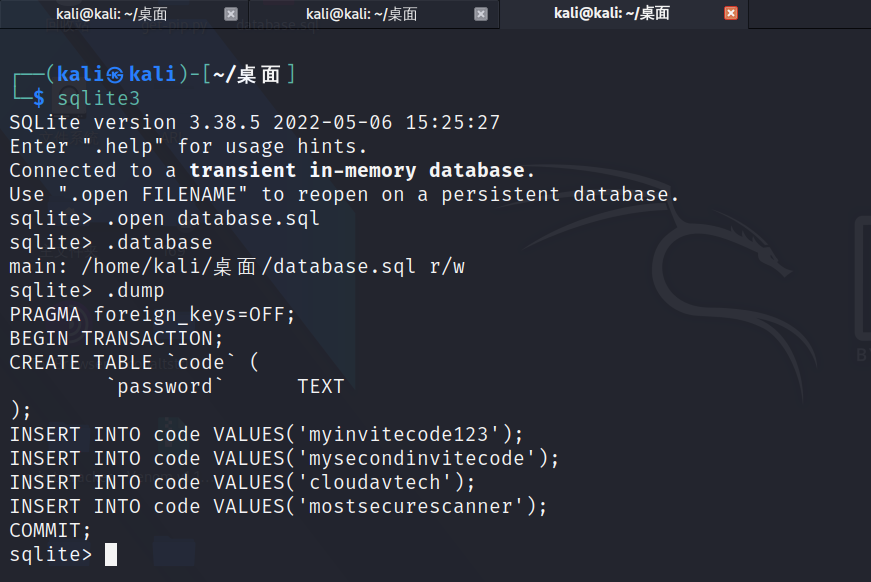 kali@kali: ~/桌面 kali@kali: ~/桌面 kali@kali: ~/桌面
┌──(kali㉿kali)-[~/桌面]
└─$ sqlite3
SQLite version 3.38.5 2022-05-06 15:25:27
Enter ".help" for usage hints.
Connected to a transient in-memory database.
Use ".open FILENAME" to reopen on a persistent database.
sqlite> .open database.sql
sqlite> .database
main: /home/kali/桌面/database.sql r/w
sqlite> .dump
PRAGMA foreign_keys=OFF;
BEGIN TRANSACTION;
CREATE TABLE `code` (
        `password`      TEXT
);
INSERT INTO code VALUES('myinvitecode123');
INSERT INTO code VALUES('mysecondinvitecode');
INSERT INTO code VALUES('cloudavtech');
INSERT INTO code VALUES('mostsecurescanner');
COMMIT;
sqlite>